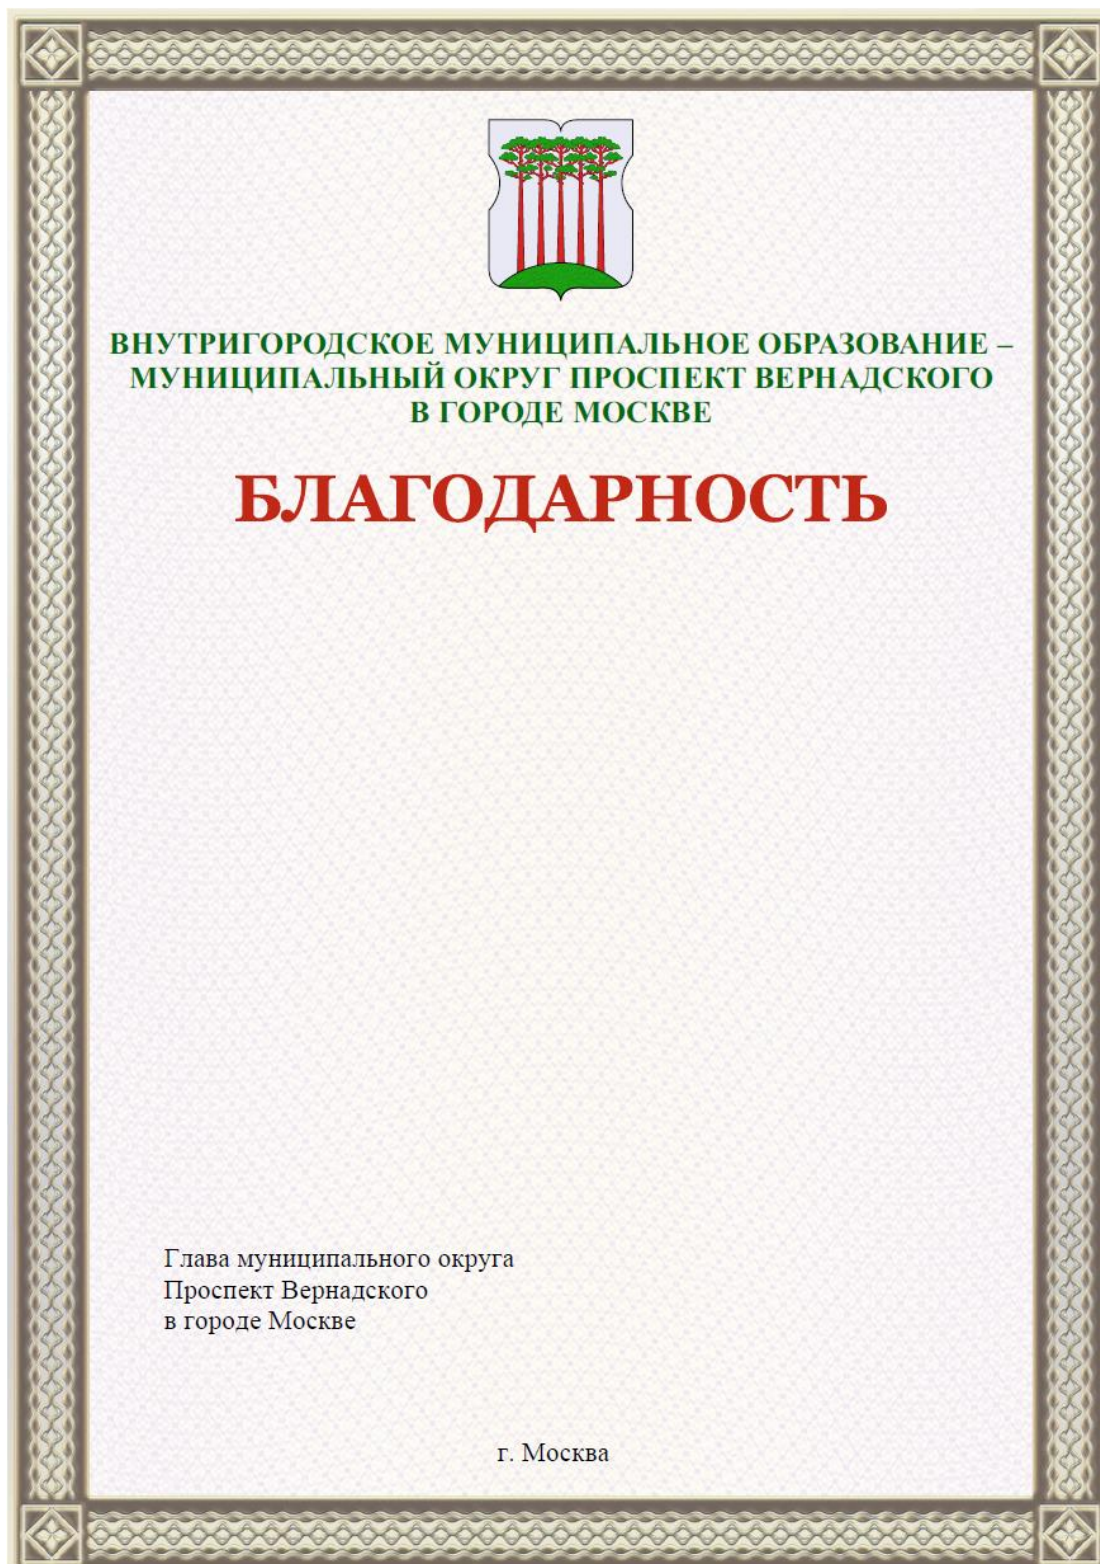 ВНУТРИГОРОДСКОЕ МУНИЦИПАЛЬНОЕ ОБРАЗОВАНИЕ –
МУНИЦИПАЛЬНЫЙ ОКРУГ ПРОСПЕКТ ВЕРНАДСКОГО
В ГОРОДЕ МОСКВЕ
БЛАГОДАРНОСТЬ
Глава муниципального округа
Проспект Вернадского
в городе Москве
г. Москва